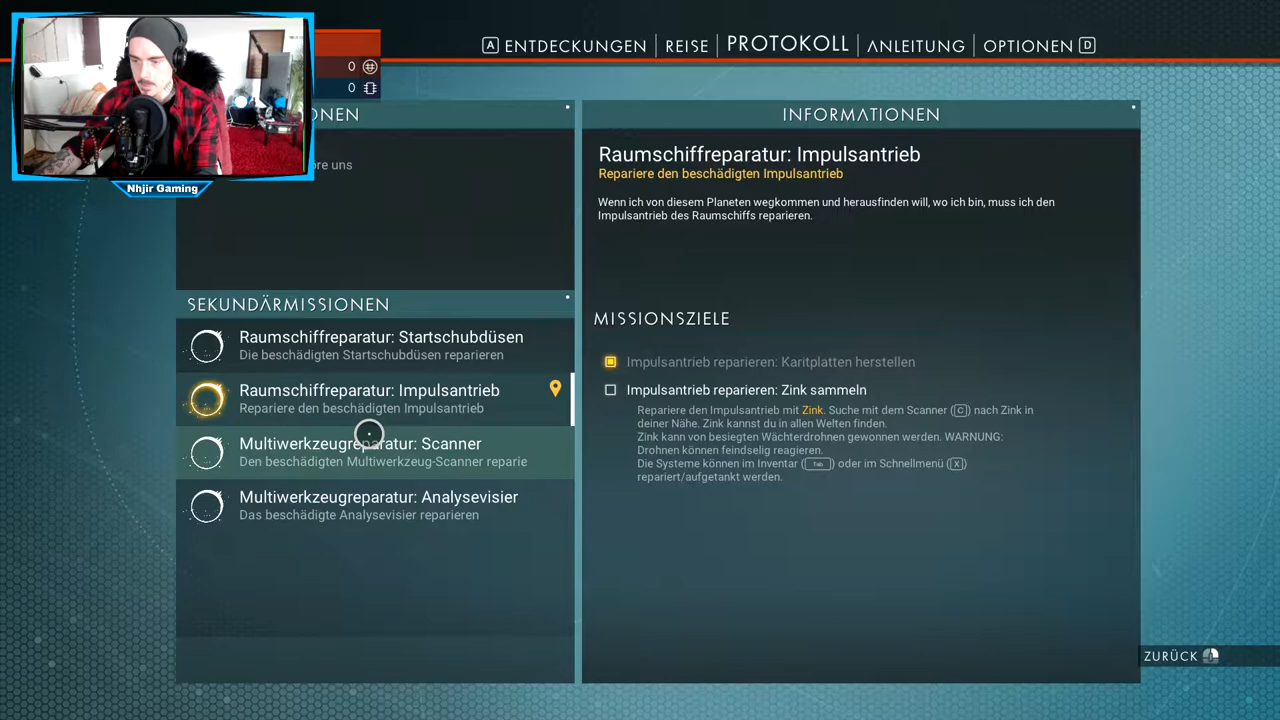 A ENTDECKUNGEN REISE PROTOKOLL ANLEITUNG OPTIONEN D
0
0
ONEN
INFORMATIONEN
Nhjir Gaming
ore uns
Raumschiffreparatur: Impulsantrieb
Repariere den beschädigten Impulsantrieb
Wenn ich von diesem Planeten wegkommen und herausfinden will, wo ich bin, muss ich den
Impulsantrieb des Raumschiffs reparieren.
SEKUNDÄRMISSIONEN
Raumschiffreparatur: Startschubdüsen
Die beschädigten Startschubdüsen reparieren
Raumschiffreparatur: Impulsantrieb
Repariere den beschädigten Impulsantrieb
Multiwerkzeugreparatur: Scanner
Den beschädigten Multiwerkzeug-Scanner reparie
Multiwerkzeugreparatur: Analysevisier
Das beschädigte Analysevisier reparieren
MISSIONSZIELE
Impulsantrieb reparieren: Karitplatten herstellen
Impulsantrieb reparieren: Zink sammeln
Repariere den Impulsantrieb mit Zink. Suche mit dem Scanner (C) nach Zink in
deiner Nähe. Zink kannst du in allen Welten finden.
Zink kann von besiegten Wächterdrohnen gewonnen werden. WARNUNG:
Drohnen können feindselig reagieren.
Die Systeme können im Inventar (Tab) oder im Schnellmenü (X)
repariert/aufgetankt werden.
ZURÜCK